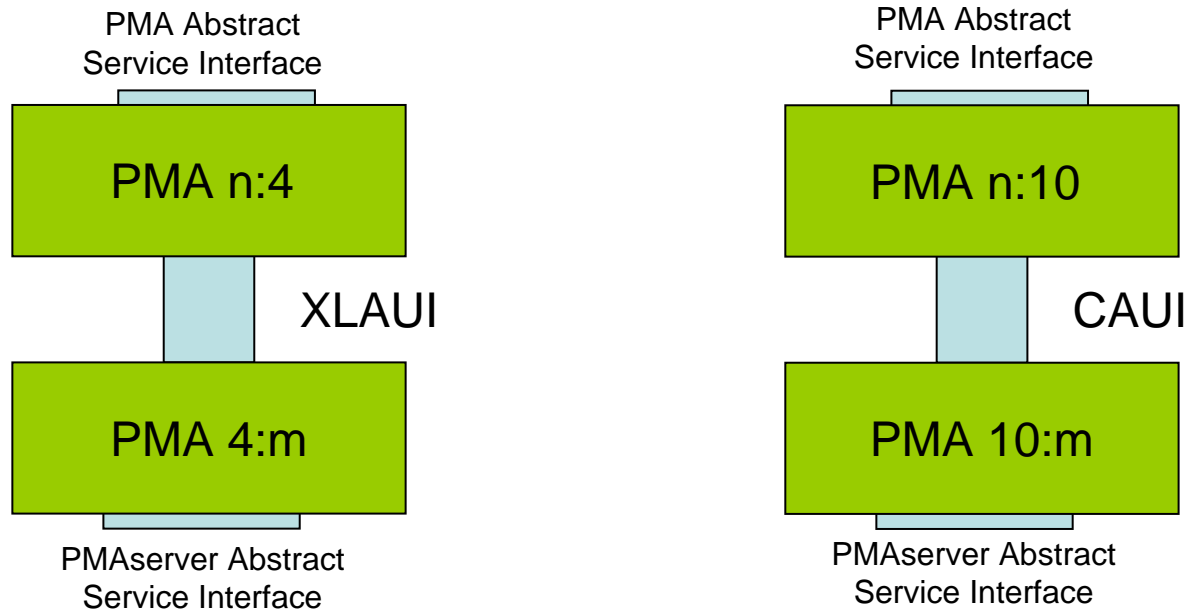 PMA Abstract
Service Interface
PMA n:4
XLAUI
PMA 4:m
PMAserver Abstract
Service Interface
PMA Abstract
Service Interface
PMA n:10
CAUI
PMA 10:m
PMAserver Abstract
Service Interface